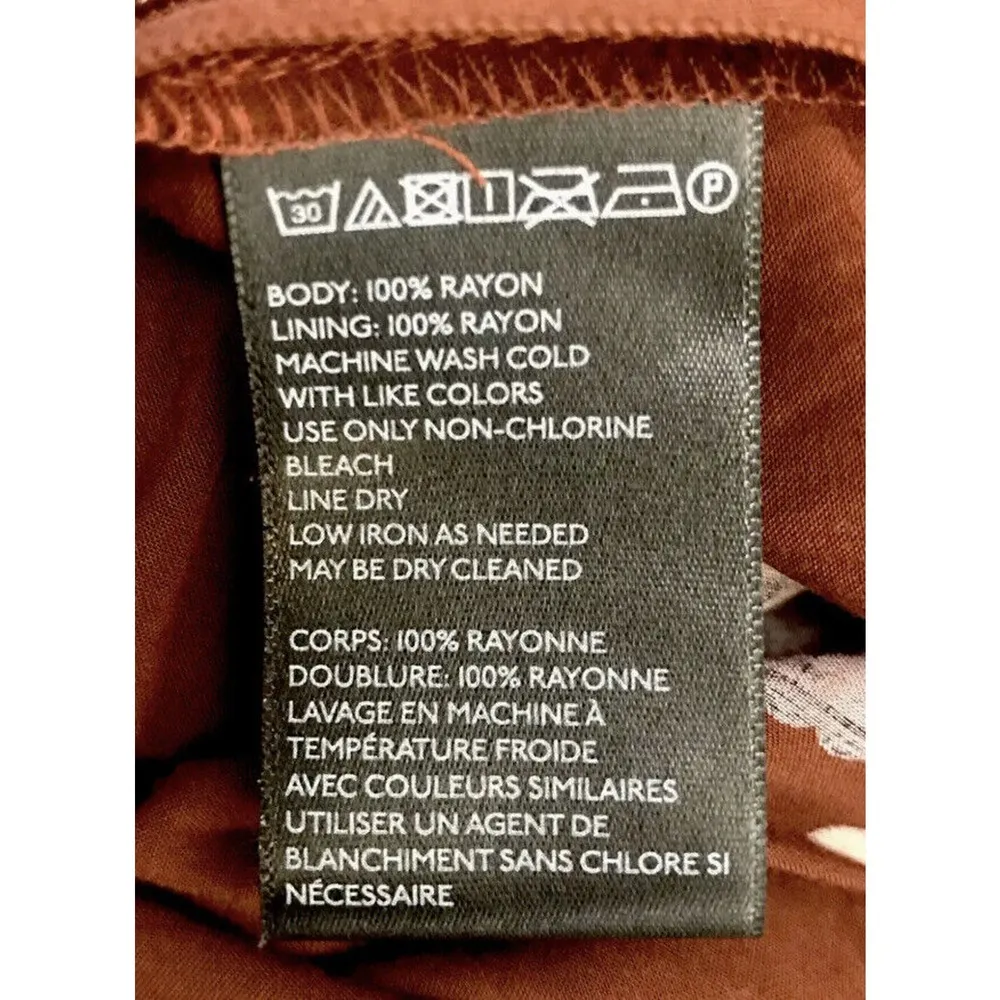 30 P
BODY: 100% RAYON
LINING: 100% RAYON
MACHINE WASH COLD
WITH LIKE COLORS
USE ONLY NON-CHLORINE
BLEACH
LINE DRY
LOW IRON AS NEEDED
MAY BE DRY CLEANED
CORPS: 100% RAYONNE
DOUBLURE: 100% RAYONNE
LAVAGE EN MACHINE À
TEMPÉRATURE FROIDE
AVEC COULEURS SIMILAIRES
UTILISER UN AGENT DE
BLANCHIMENT SANS CHLORE SI
NÉCESSAIRE